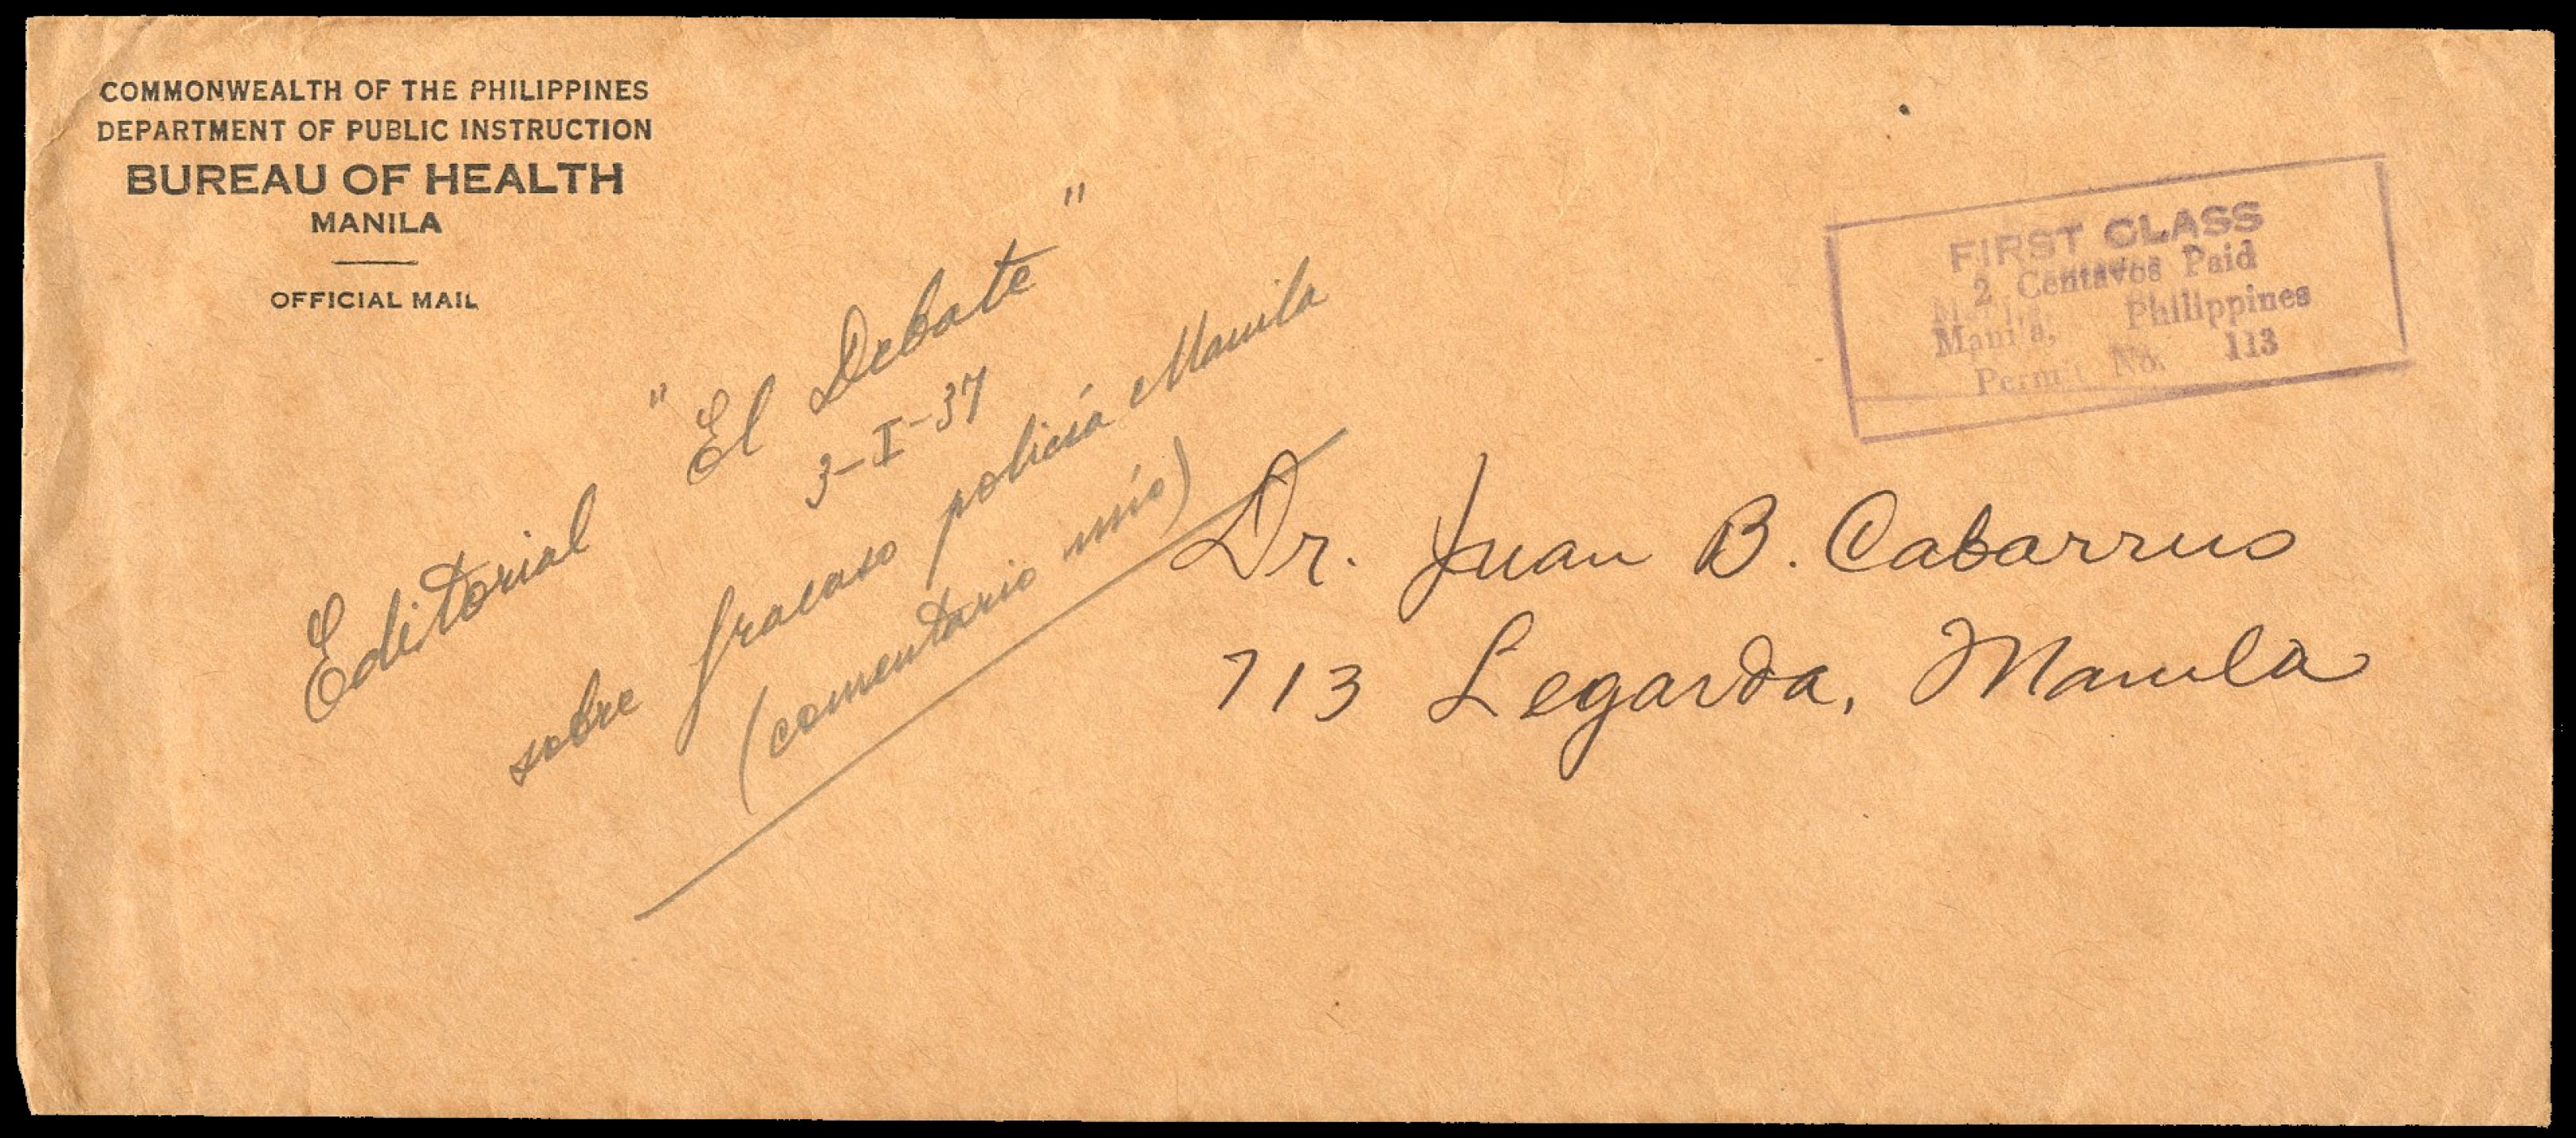 COMMONWEALTH OF THE PHILIPPINES
DEPARTMENT OF PUBLIC INSTRUCTION
BUREAU OF HEALTH
MANILA
OFFICIAL MAIL
FIRST CLASS
2 Centavos Paid
Manila, Philippines
Permit No. 113
Editorial "El Debate"
3-I-37
sobre fracaso policía Manila
(comentario mío)
Dr. Juan B. Cabarrus
713 Legarda, Manila